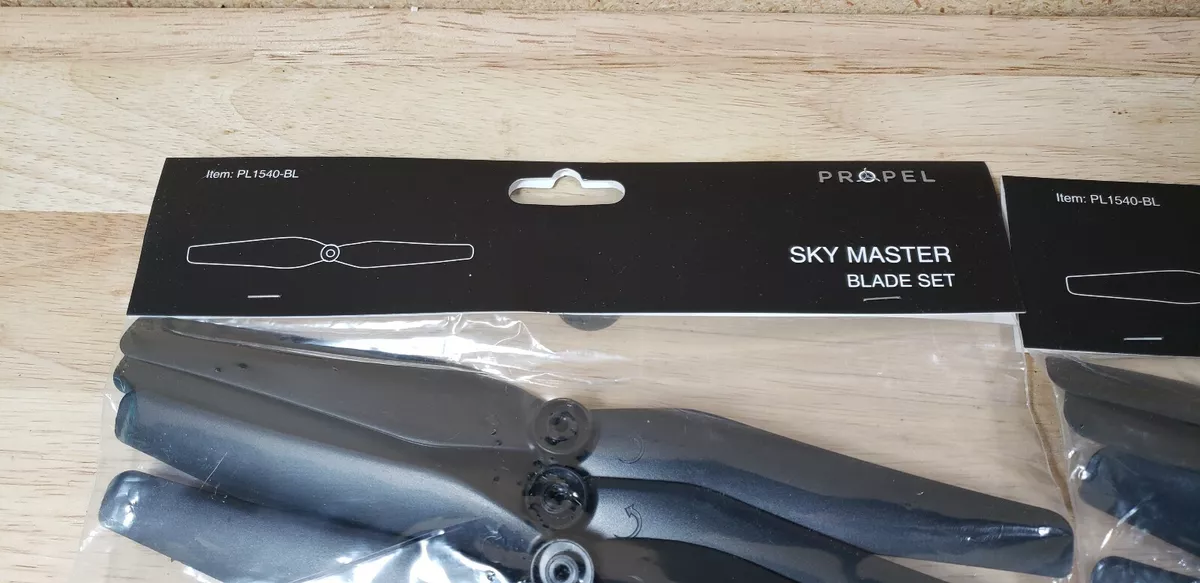 Item: PL1540-BL
PROPEL
SKY MASTER
BLADE SET
Item: PL1540-BL